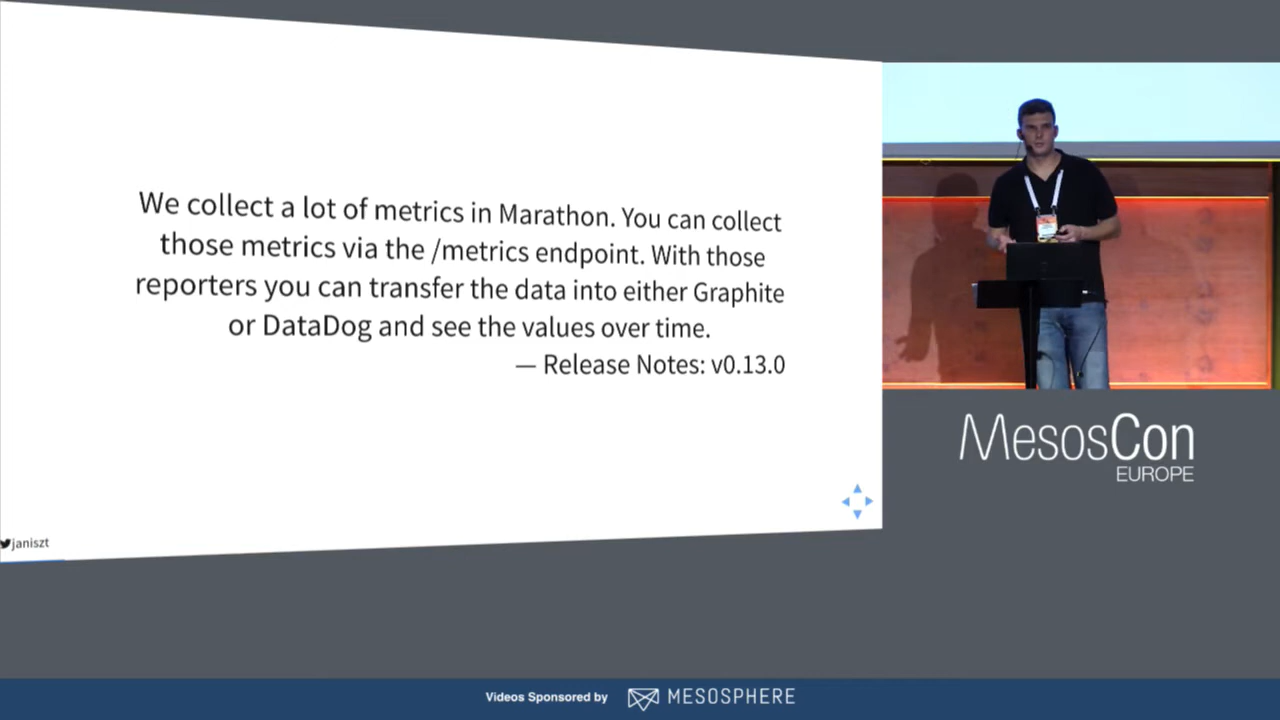 We collect a lot of metrics in Marathon. You can collect
those metrics via the /metrics endpoint. With those
reporters you can transfer the data into either Graphite
or DataDog and see the values over time.
— Release Notes: v0.13.0
janiszt
MesosCon
EUROPE
Videos Sponsored by MESOSPHERE